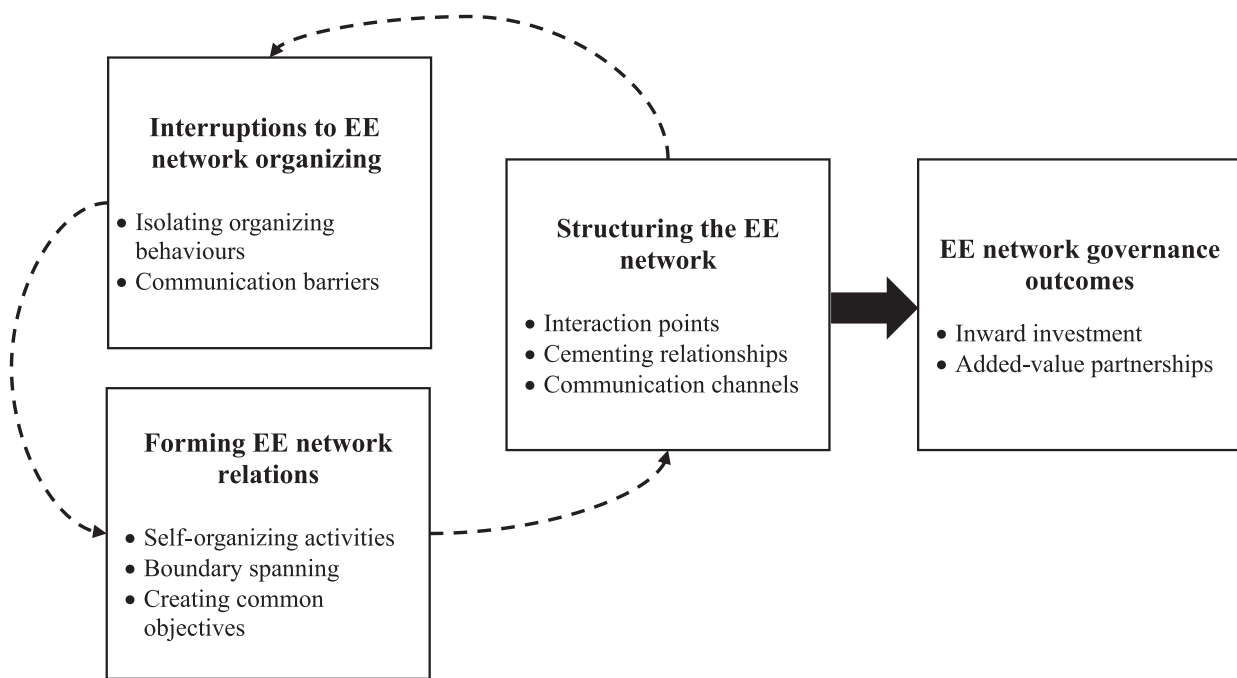 Interruptions to EE
network organizing
• Isolating organizing
behaviours
• Communication barriers
Forming EE network
relations
• Self-organizing activities
• Boundary spanning
• Creating common
objectives
Structuring the EE
network
• Interaction points
• Cementing relationships
• Communication channels
EE network governance
outcomes
• Inward investment
• Added-value partnerships